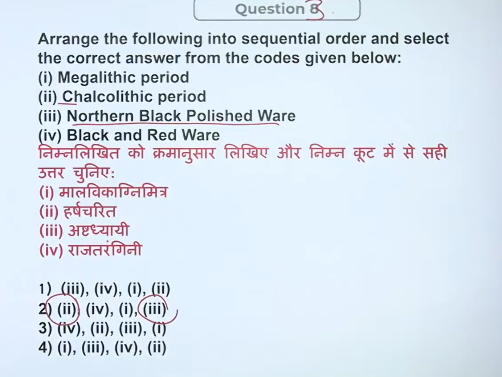 Question 8
Arrange the following into sequential order and select
the correct answer from the codes given below:
(i) Megalithic period
(ii) Chalcolithic period
(iii) Northern Black Polished Ware
(iv) Black and Red Ware
निम्नलिखित को क्रमानुसार लिखिए और निम्न कूट में से सही
उत्तर चुनिए:
(i) मालविकाग्निमित्र
(ii) हर्षचरित
(iii) अष्टध्यायी
(iv) राजतरंगिनी
1) (iii), (iv), (i), (ii)
2) (ii), (iv), (i), (iii)
3) (iv), (ii), (iii), (i)
4) (i), (iii), (iv), (ii)